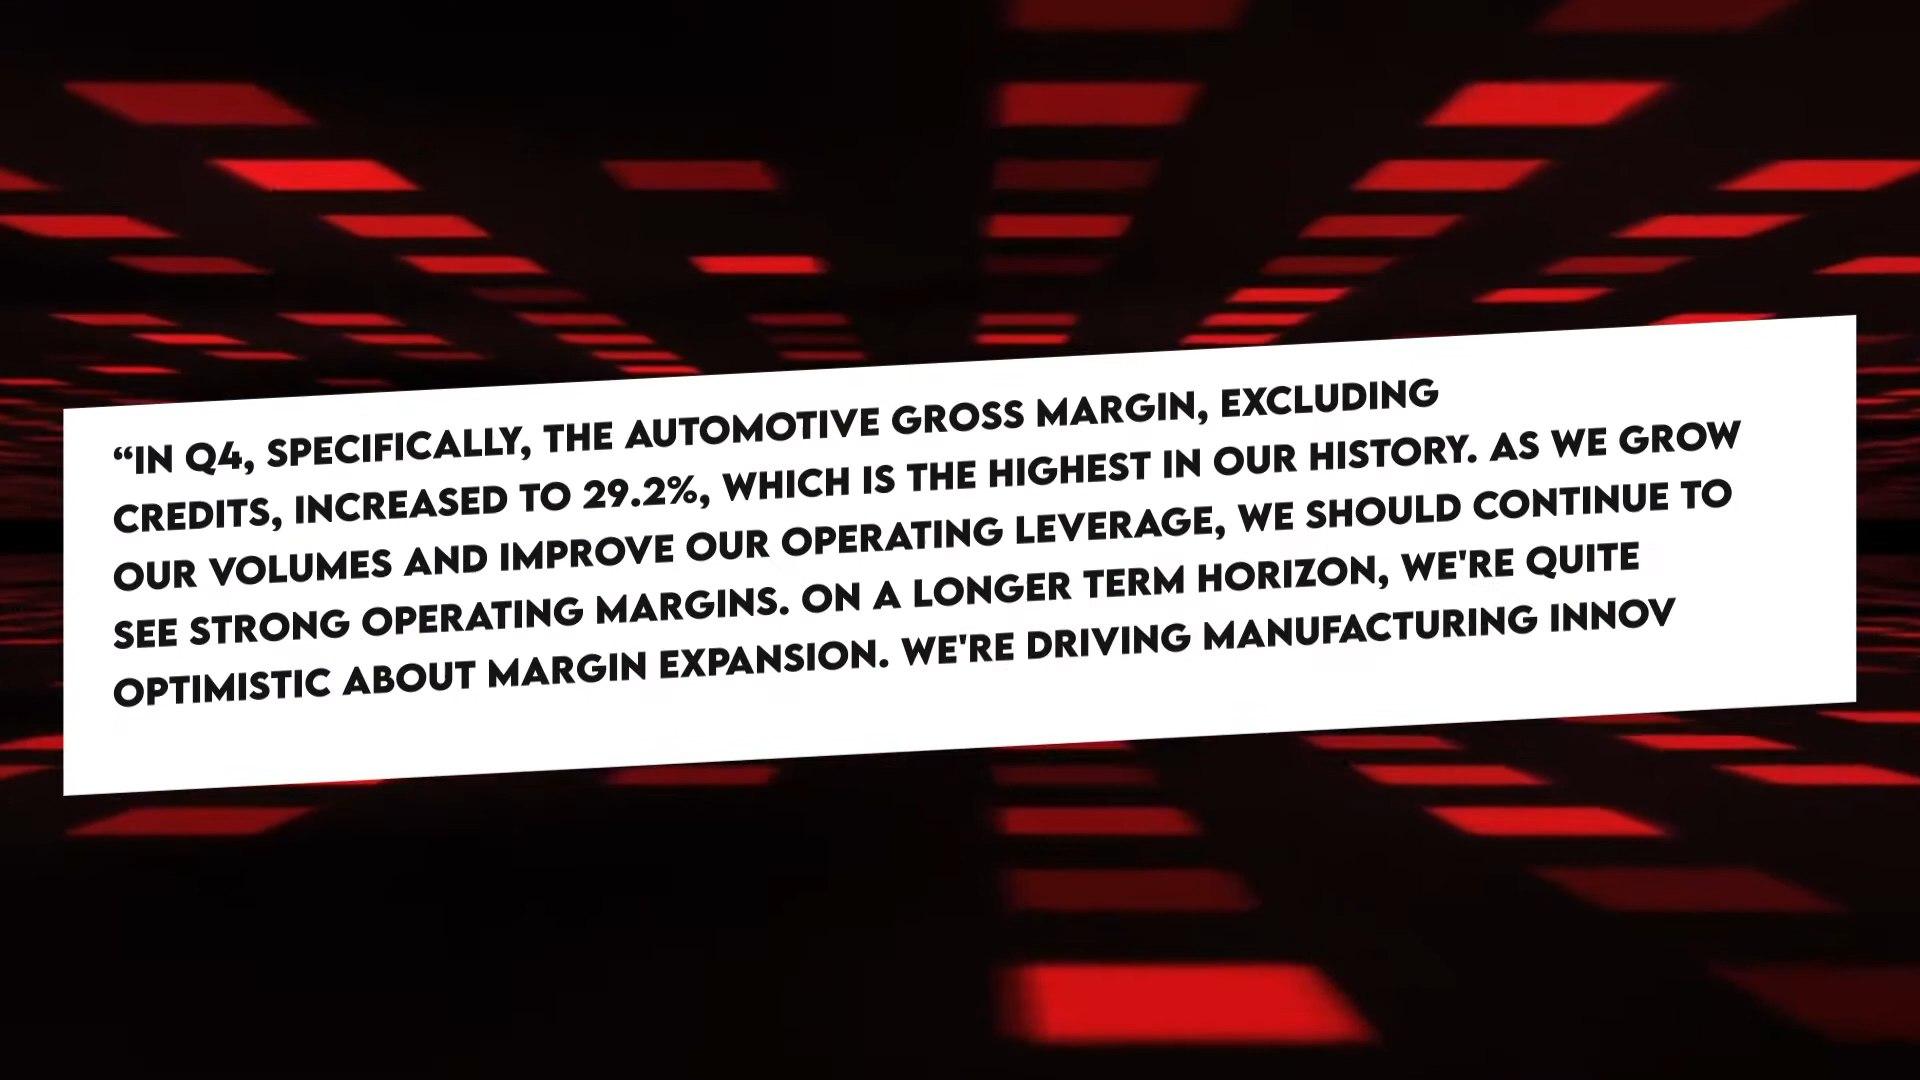 “IN Q4, SPECIFICALLY, THE AUTOMOTIVE GROSS MARGIN, EXCLUDING
CREDITS, INCREASED TO 29.2%, WHICH IS THE HIGHEST IN OUR HISTORY. AS WE GROW
OUR VOLUMES AND IMPROVE OUR OPERATING LEVERAGE, WE SHOULD CONTINUE TO
SEE STRONG OPERATING MARGINS. ON A LONGER TERM HORIZON, WE'RE QUITE
OPTIMISTIC ABOUT MARGIN EXPANSION. WE'RE DRIVING MANUFACTURING INNOV